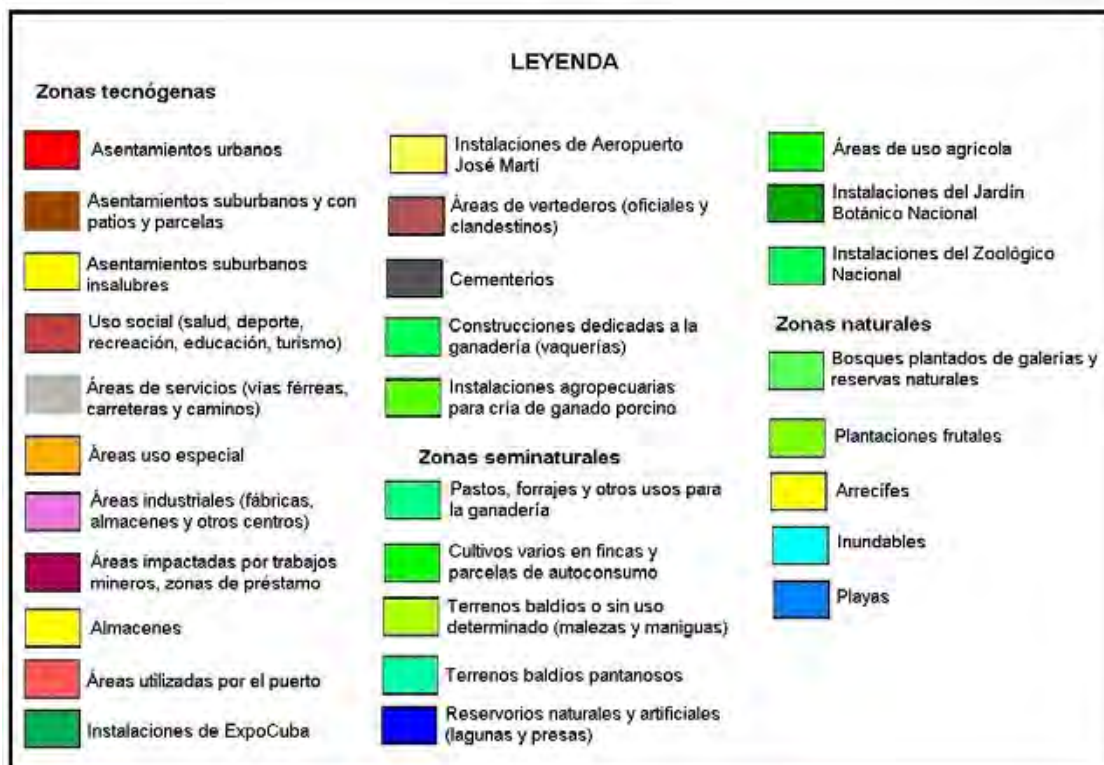 LEYENDA
Zonas tecnógenas
Asentamientos urbanos
Asentamientos suburbanos y con
patios y parcelas
Asentamientos suburbanos
insalubres
Uso social (salud, deporte,
recreación, educación, turismo)
Áreas de servicios (vías férreas,
carreteras y caminos)
Áreas uso especial
Áreas industriales (fábricas,
almacenes y otros centros)
Áreas impactadas por trabajos
mineros, zonas de préstamo
Almacenes
Áreas utilizadas por el puerto
Instalaciones de ExpoCuba
Instalaciones de Aeropuerto
José Martí
Áreas de vertederos (oficiales y
clandestinos)
Cementerios
Construcciones dedicadas a la
ganadería (vaquerías)
Instalaciones agropecuarias
para cría de ganado porcino
Zonas seminaturales
Pastos, forrajes y otros usos para
la ganadería
Cultivos varios en fincas y
parcelas de autoconsumo
Terrenos baldíos o sin uso
determinado (malezas y maniguas)
Terrenos baldíos pantanosos
Reservorios naturales y artificiales
(lagunas y presas)
Áreas de uso agrícola
Instalaciones del Jardín
Botánico Nacional
Instalaciones del Zoológico
Nacional
Zonas naturales
Bosques plantados de galerías y
reservas naturales
Plantaciones frutales
Arrecifes
Inundables
Playas